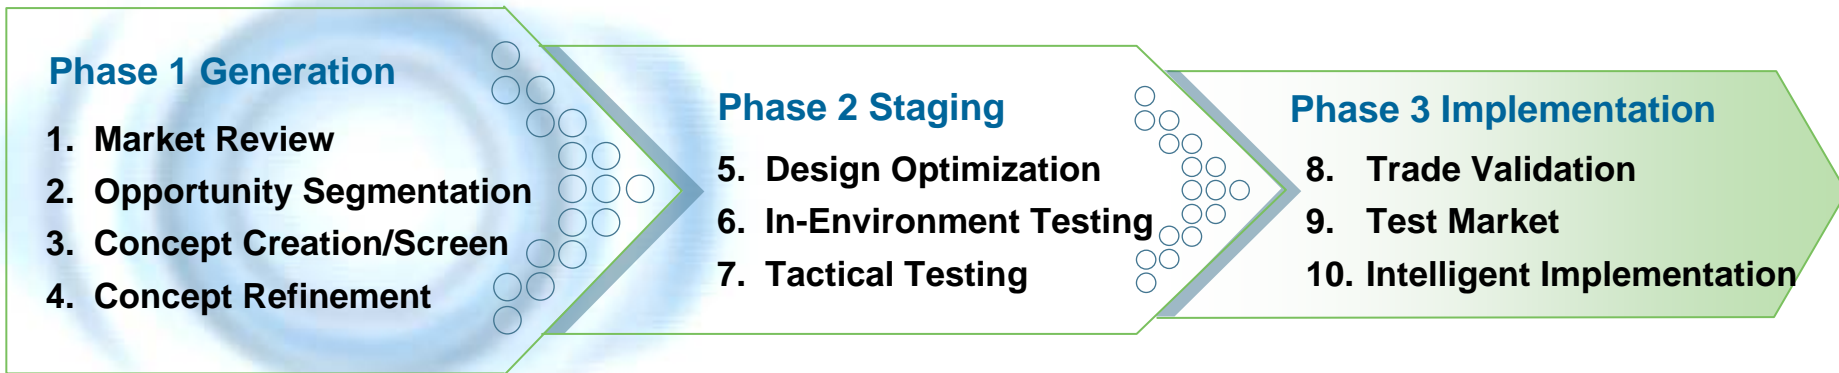 Phase 1 Generation
1. Market Review
2. Opportunity Segmentation
3. Concept Creation/Screen
4. Concept Refinement
Phase 2 Staging
5. Design Optimization
6. In-Environment Testing
7. Tactical Testing
Phase 3 Implementation
8. Trade Validation
9. Test Market
10. Intelligent Implementation